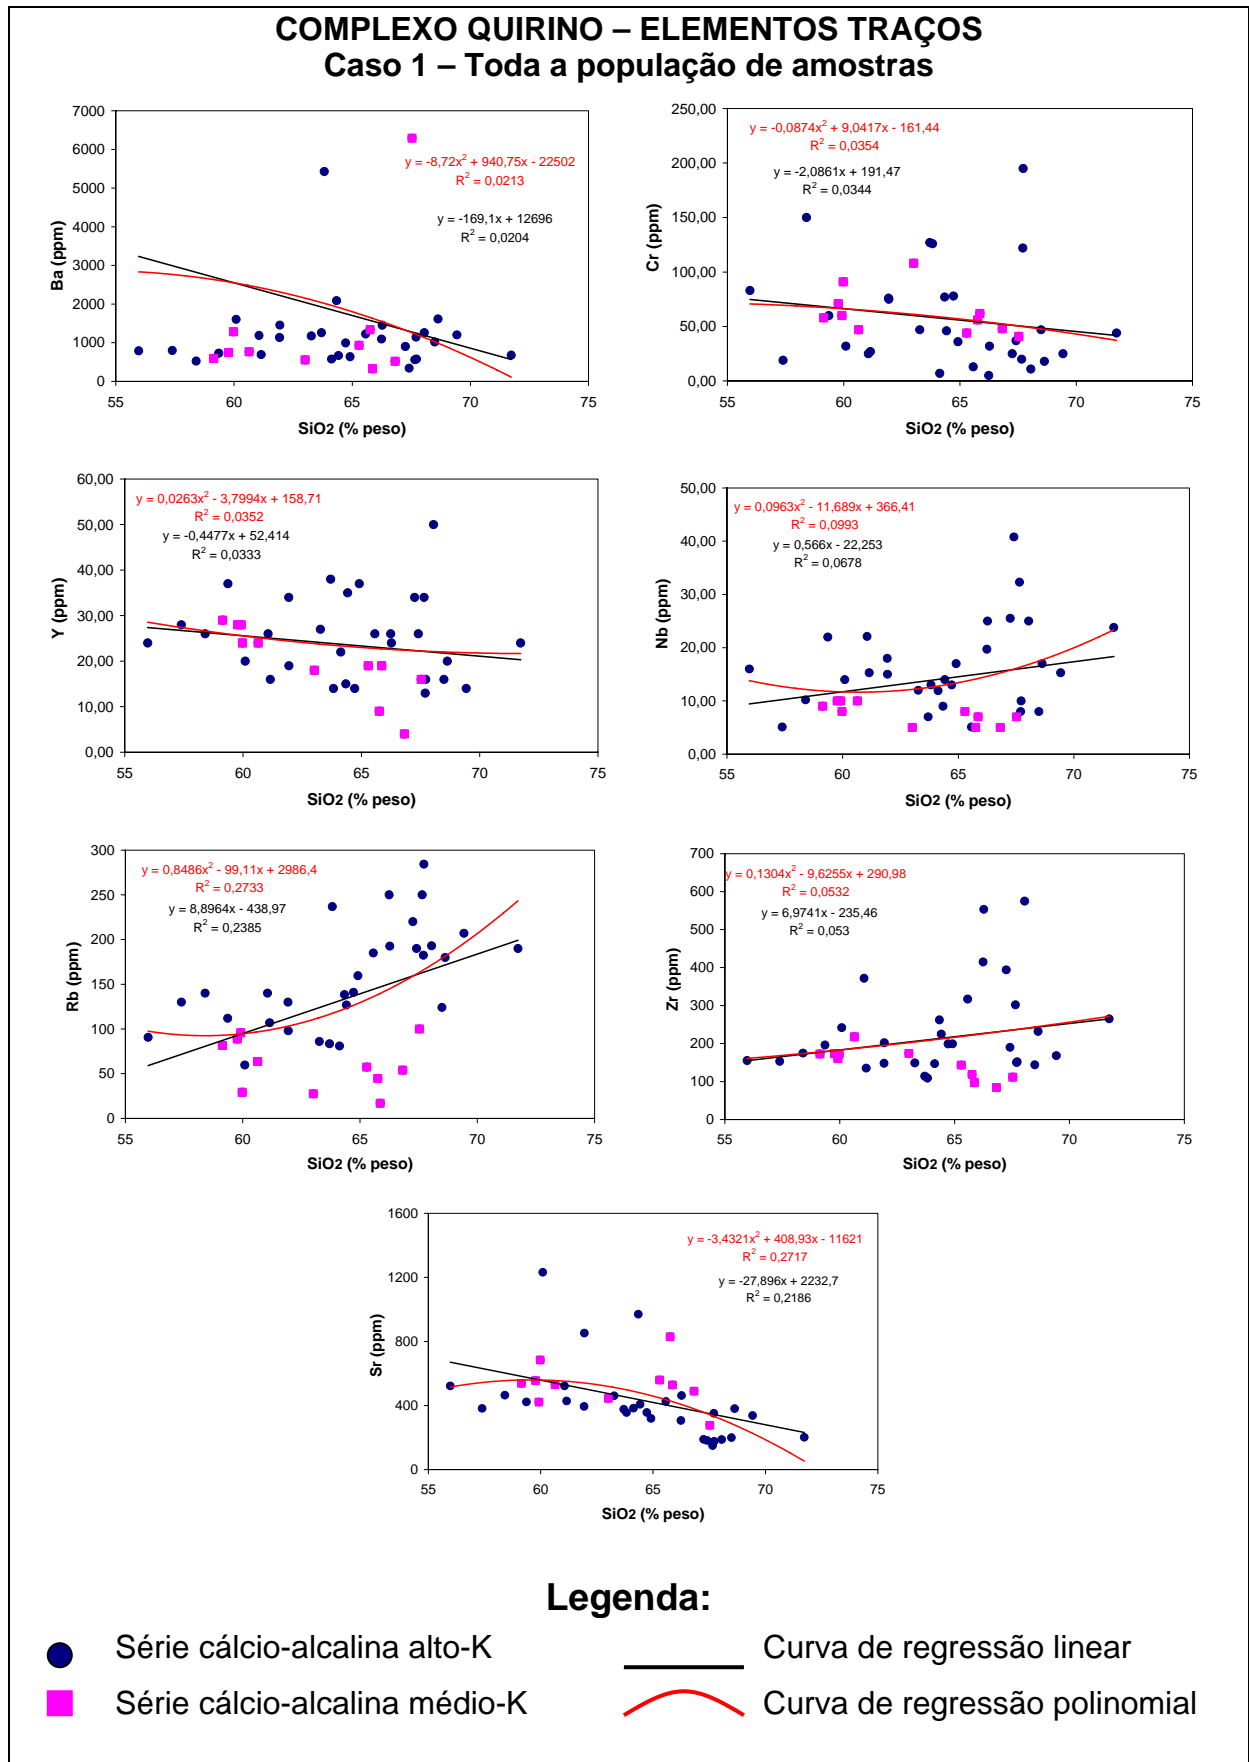 COMPLEXO QUIRINO – ELEMENTOS TRAÇOS
Caso 1 – Toda a população de amostras
7000
6000
5000
4000
3000
2000
1000
0
Ba (ppm)
y = -8,72x² + 940,75x - 22502
R² = 0,0213
y = -169,1x + 12696
R² = 0,0204
55 60 65 70 75
SiO2 (% peso)
250,00
200,00
150,00
100,00
50,00
0,00
Cr (ppm)
y = -0,0874x² + 9,0417x - 161,44
R² = 0,0354
y = -2,0861x + 191,47
R² = 0,0344
55 60 65 70 75
SiO2 (% peso)
60,00
50,00
40,00
30,00
20,00
10,00
0,00
Y (ppm)
y = 0,0263x² - 3,7994x + 158,71
R² = 0,0352
y = -0,4477x + 52,414
R² = 0,0333
55 60 65 70 75
SiO2 (% peso)
50,00
40,00
30,00
20,00
10,00
0,00
Nb (ppm)
y = 0,0963x² - 11,689x + 366,41
R² = 0,0993
y = 0,566x - 22,253
R² = 0,0678
55 60 65 70 75
SiO2 (% peso)
300
250
200
150
100
50
0
Rb (ppm)
y = 0,8486x² - 99,11x + 2986,4
R² = 0,2733
y = 8,8964x - 438,97
R² = 0,2385
55 60 65 70 75
SiO2 (% peso)
700
600
500
400
300
200
100
0
Zr (ppm)
y = 0,1304x² - 9,6255x + 290,98
R² = 0,0532
y = 6,9741x - 235,46
R² = 0,053
55 60 65 70 75
SiO2 (% peso)
1600
1200
800
400
0
Sr (ppm)
y = -3,4321x² + 408,93x - 11621
R² = 0,2717
y = -27,896x + 2232,7
R² = 0,2186
55 60 65 70 75
SiO2 (% peso)
Legenda:
Série cálcio-alcalina alto-K
Curva de regressão linear
Série cálcio-alcalina médio-K
Curva de regressão polinomial